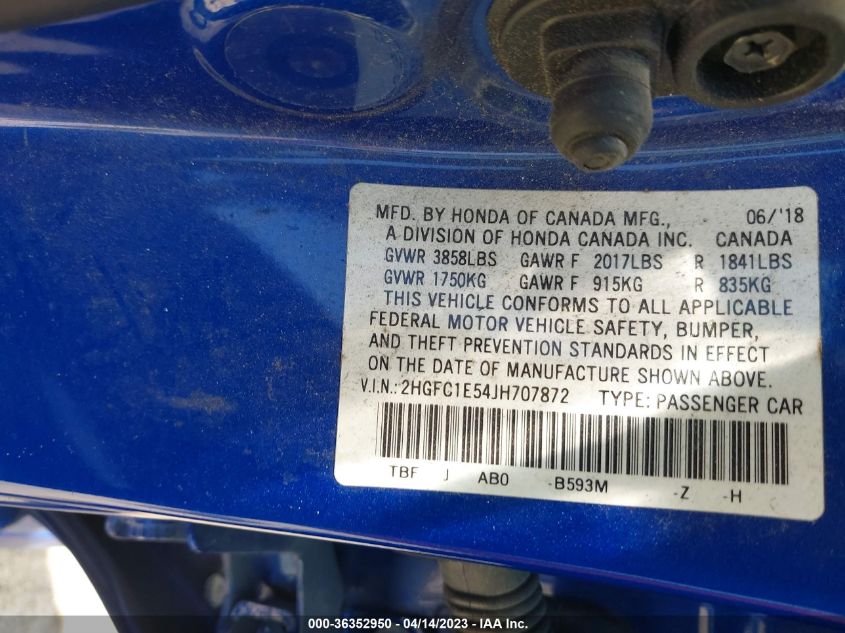 MFD. BY HONDA OF CANADA MFG., 06/'18
A DIVISION OF HONDA CANADA INC. CANADA
GVWR 3858LBS GAWR F 2017LBS R 1841LBS
GVWR 1750KG GAWR F 915KG R 835KG
THIS VEHICLE CONFORMS TO ALL APPLICABLE
FEDERAL MOTOR VEHICLE SAFETY, BUMPER,
AND THEFT PREVENTION STANDARDS IN EFFECT
ON THE DATE OF MANUFACTURE SHOWN ABOVE.
V.I.N.:2HGFC1E54JH707872 TYPE: PASSENGER CAR
TBF J AB0 -B593M -Z -H
000-36352950 - 04/14/2023 - IAA Inc.